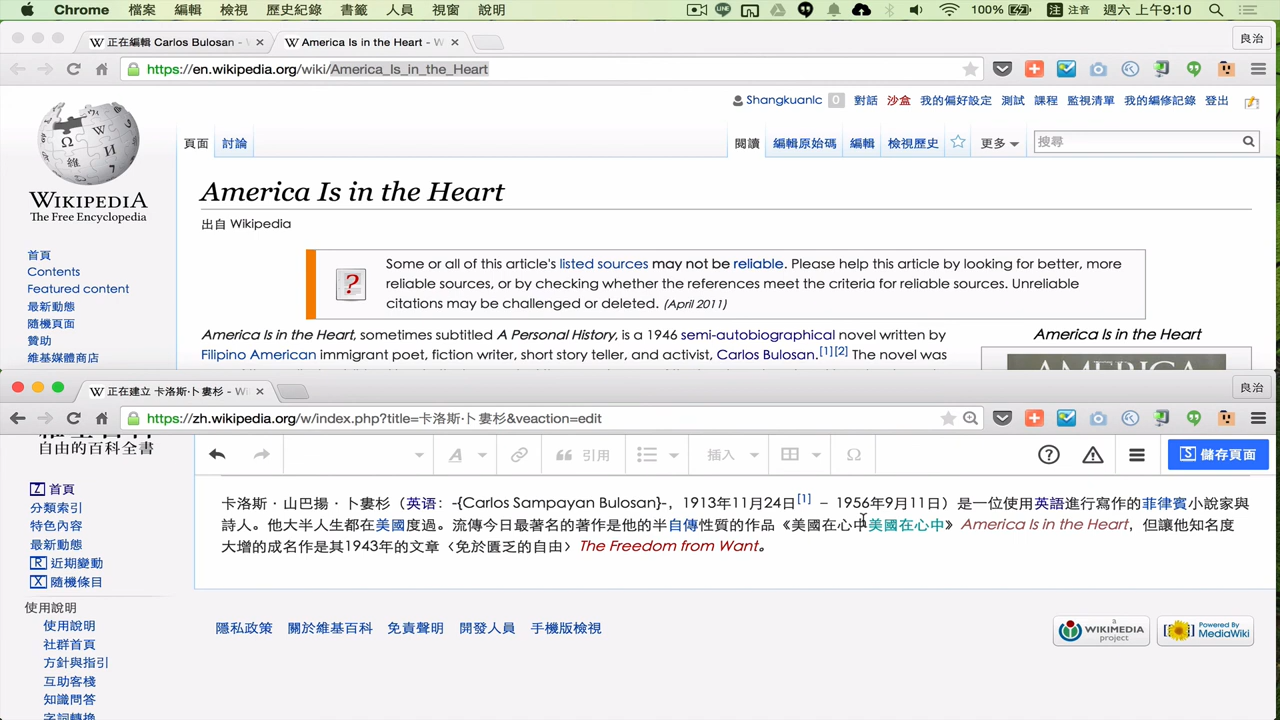 Chrome 檔案 編輯 檢視 歷史紀錄 書籤 人員 視窗 說明 100% 注 注音 週六 上午9:10
W 正在編輯 Carlos Bulosan - × W America Is in the Heart - W × 良治
https://en.wikipedia.org/wiki/America_Is_in_the_Heart
Shangkuanlc 0 對話 沙盒 我的偏好設定 測試 課程 監視清單 我的編修記錄 登出
頁面 討論 閱讀 編輯原始碼 編輯 檢視歷史 更多 搜尋
WIKIPEDIA
The Free Encyclopedia
America Is in the Heart
出自 Wikipedia
首頁
Contents
Featured content
最新動態
隨機頁面
贊助
維基媒體商店
Some or all of this article's listed sources may not be reliable. Please help this article by looking for better, more
reliable sources, or by checking whether the references meet the criteria for reliable sources. Unreliable
citations may be challenged or deleted. (April 2011)
America Is in the Heart, sometimes subtitled A Personal History, is a 1946 semi-autobiographical novel written by
Filipino American immigrant poet, fiction writer, short story teller, and activist, Carlos Bulosan.[1][2] The novel was
America Is in the Heart
W 正在建立 卡洛斯·卜婁杉 - Wi × 良治
https://zh.wikipedia.org/w/index.php?title=卡洛斯·卜婁杉&veaction=edit
自由的百科全書
A 引用 插入 Ω 儲存頁面
Z 首頁
分類索引
特色內容
最新動態
R 近期變動
X 隨機條目
使用說明
使用說明
社群首頁
方針與指引
互助客棧
知識問答
字詞轉換
卡洛斯·山巴揚·卜婁杉（英语：-{Carlos Sampayan Bulosan}-，1913年11月24日[1] – 1956年9月11日）是一位使用英語進行寫作的菲律賓小說家與
詩人。他大半人生都在美國度過。流傳今日最著名的著作是他的半自傳性質的作品《美國在心中美國在心中》 America Is in the Heart，但讓他知名度
大增的成名作是其1943年的文章〈免於匱乏的自由〉 The Freedom from Want。
隱私政策 關於維基百科 免責聲明 開發人員 手機版檢視
a WIKIMEDIA project
Powered By MediaWiki